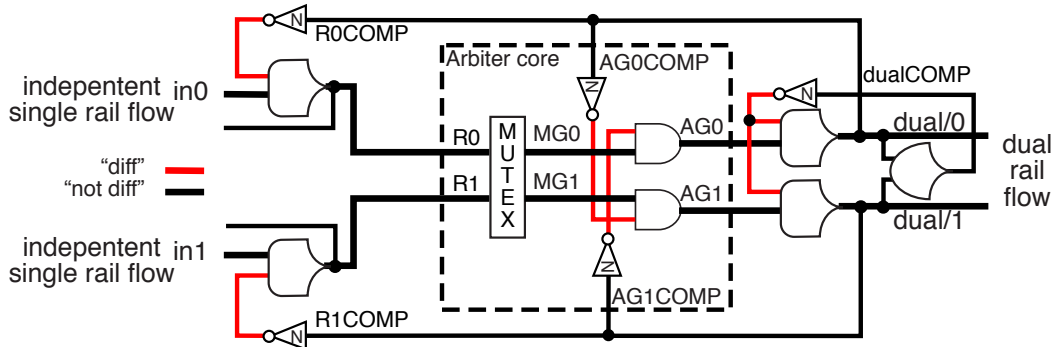 N
R0COMP
Arbiter core
AG0COMP
N
dualCOMP
N
indepentent
single rail flow
in0
R0
M
U
T
E
X
MG0
AG0
dual/0
"diff"
"not diff"
R1
MG1
AG1
dual/1
dual
rail
flow
indepentent
single rail flow
in1
N
AG1COMP
R1COMP
N